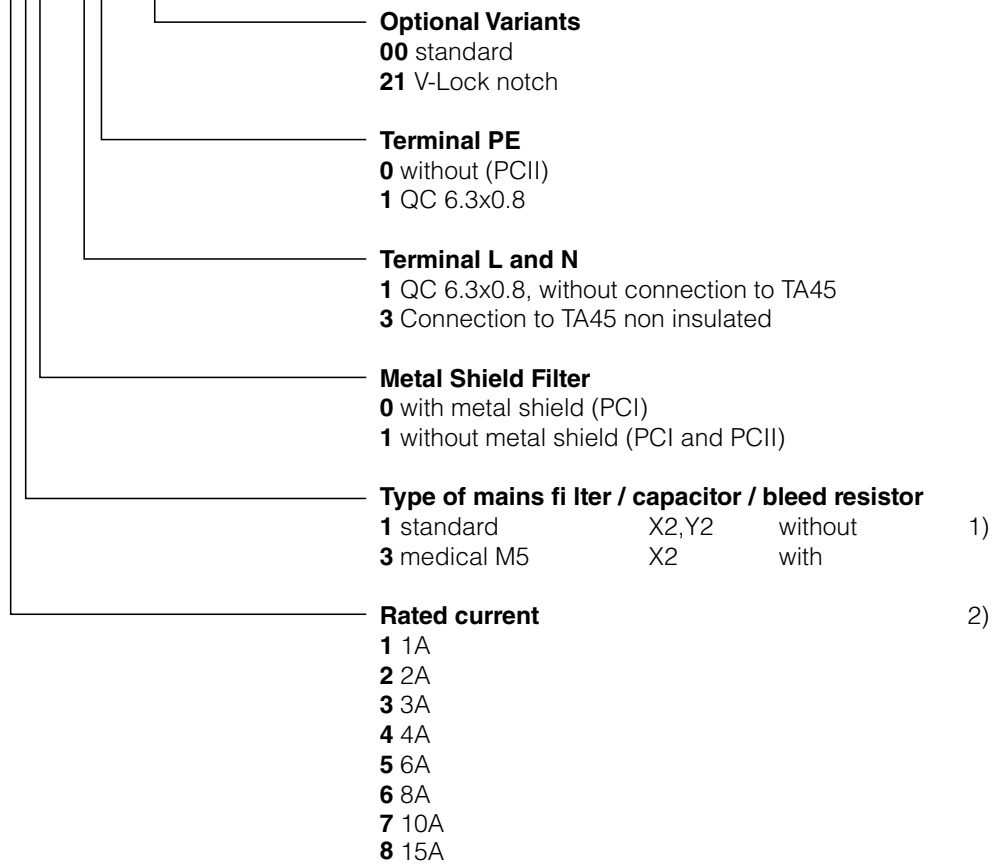 Optional Variants
00 standard
21 V-Lock notch
Terminal PE
0 without (PCII)
1 QC 6.3x0.8
Terminal L and N
1 QC 6.3x0.8, without connection to TA45
3 Connection to TA45 non insulated
Metal Shield Filter
0 with metal shield (PCI)
1 without metal shield (PCI and PCII)
Type of mains fi lter / capacitor / bleed resistor
1 standard X2,Y2 without 1)
3 medical M5 X2 with
Rated current 2)
1 1A
2 2A
3 3A
4 4A
5 6A
6 8A
7 10A
8 15A